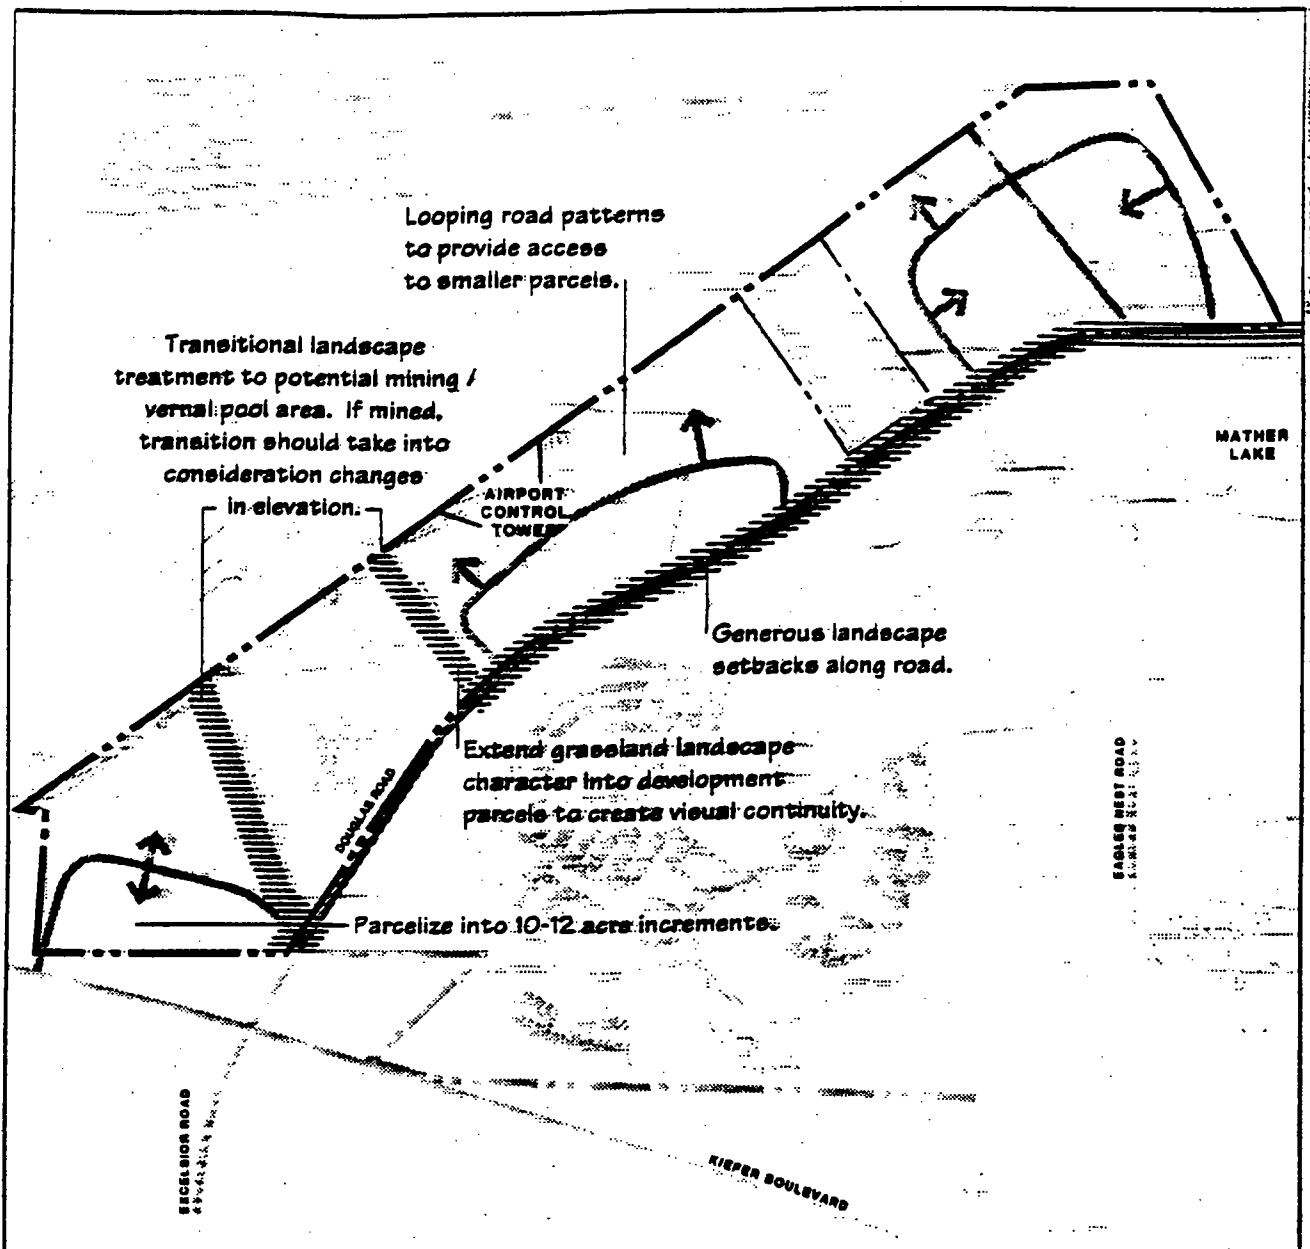 Looping road patterns
to provide access
to smaller parcels.
Transitional landscape
treatment to potential mining /
vernal pool area. If mined,
transition should take into
consideration changes
in elevation.
MATHER
LAKE
AIRPORT
CONTROL
TOWER
Generous landscape
setbacks along road.
Extend grassland landscape
character into development
parcels to create visual continuity.
DOUGLAS ROAD
EAGLES NEST ROAD
Parcelize into 10-12 acre increments.
EXCELSIOR ROAD
KIEFER BOULEVARD